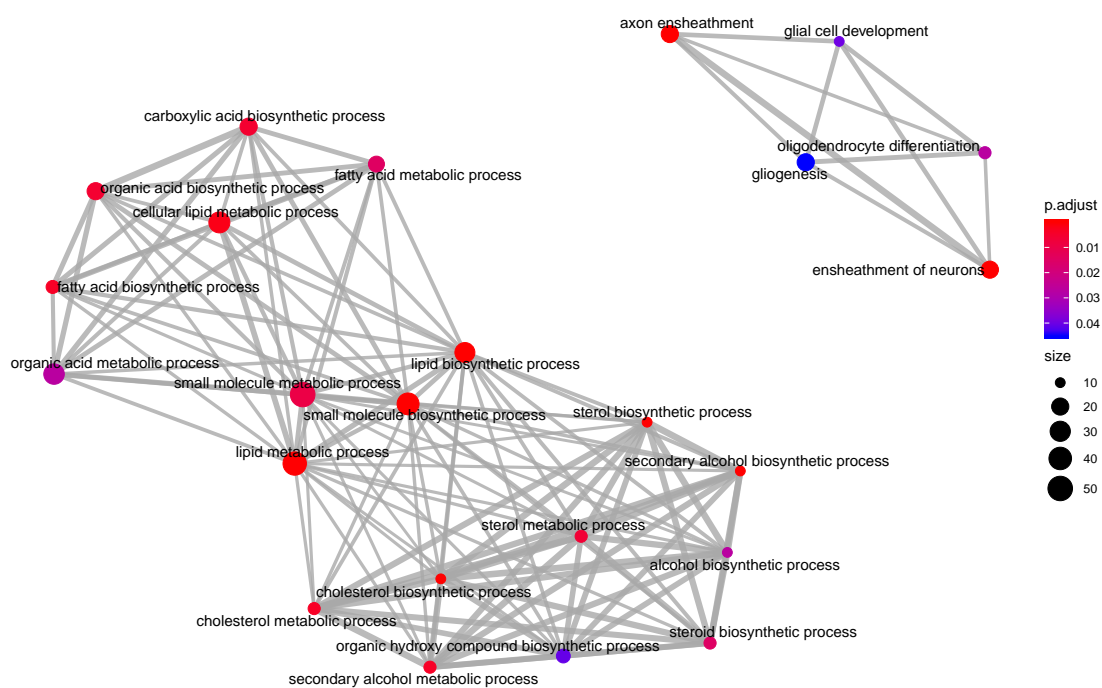 axon ensheathment
glial cell development
carboxylic acid biosynthetic process
oligodendrocyte differentiation
fatty acid metabolic process
gliogenesis
organic acid biosynthetic process
cellular lipid metabolic process
p.adjust
0.01
0.02
0.03
0.04
ensheathment of neurons
fatty acid biosynthetic process
size
10
20
30
40
50
organic acid metabolic process
lipid biosynthetic process
small molecule metabolic process
small molecule biosynthetic process
sterol biosynthetic process
lipid metabolic process
secondary alcohol biosynthetic process
sterol metabolic process
alcohol biosynthetic process
cholesterol biosynthetic process
cholesterol metabolic process
steroid biosynthetic process
organic hydroxy compound biosynthetic process
secondary alcohol metabolic process